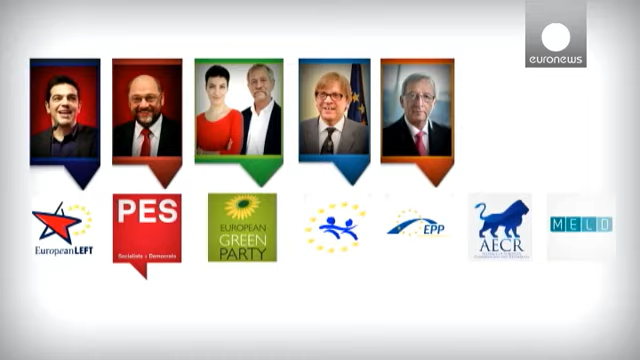 euronews
EuropeanLEFT
PES
Socialists & Democrats
EUROPEAN
GREEN
PARTY
EPP
AECR
MELD